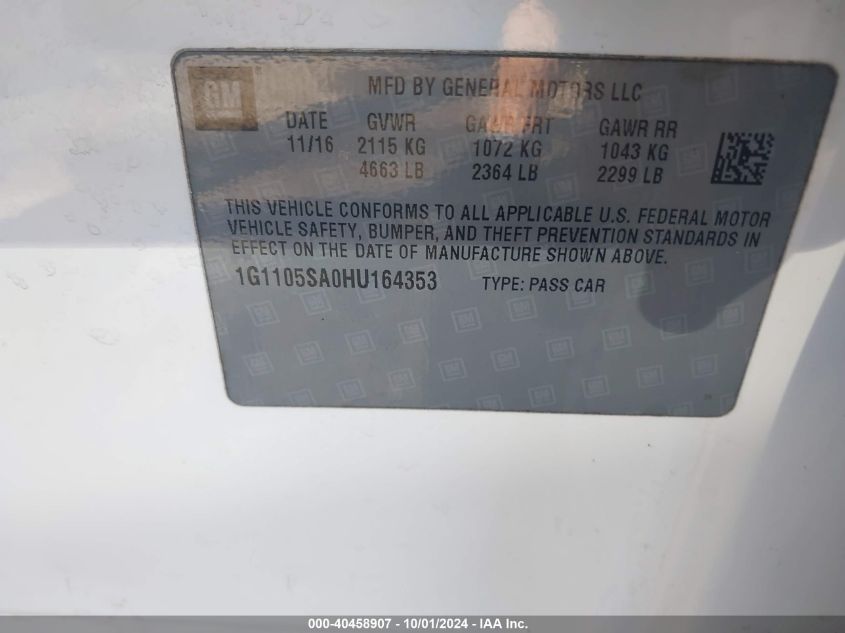 GM MFD BY GENERAL MOTORS LLC
DATE GVWR GAWR FRT GAWR RR
11/16 2115 KG 1072 KG 1043 KG
4663 LB 2364 LB 2299 LB
THIS VEHICLE CONFORMS TO ALL APPLICABLE U.S. FEDERAL MOTOR
VEHICLE SAFETY, BUMPER, AND THEFT PREVENTION STANDARDS IN
EFFECT ON THE DATE OF MANUFACTURE SHOWN ABOVE.
1G1105SA0HU164353 TYPE: PASS CAR
000-40458907 - 10/01/2024 - IAA Inc.